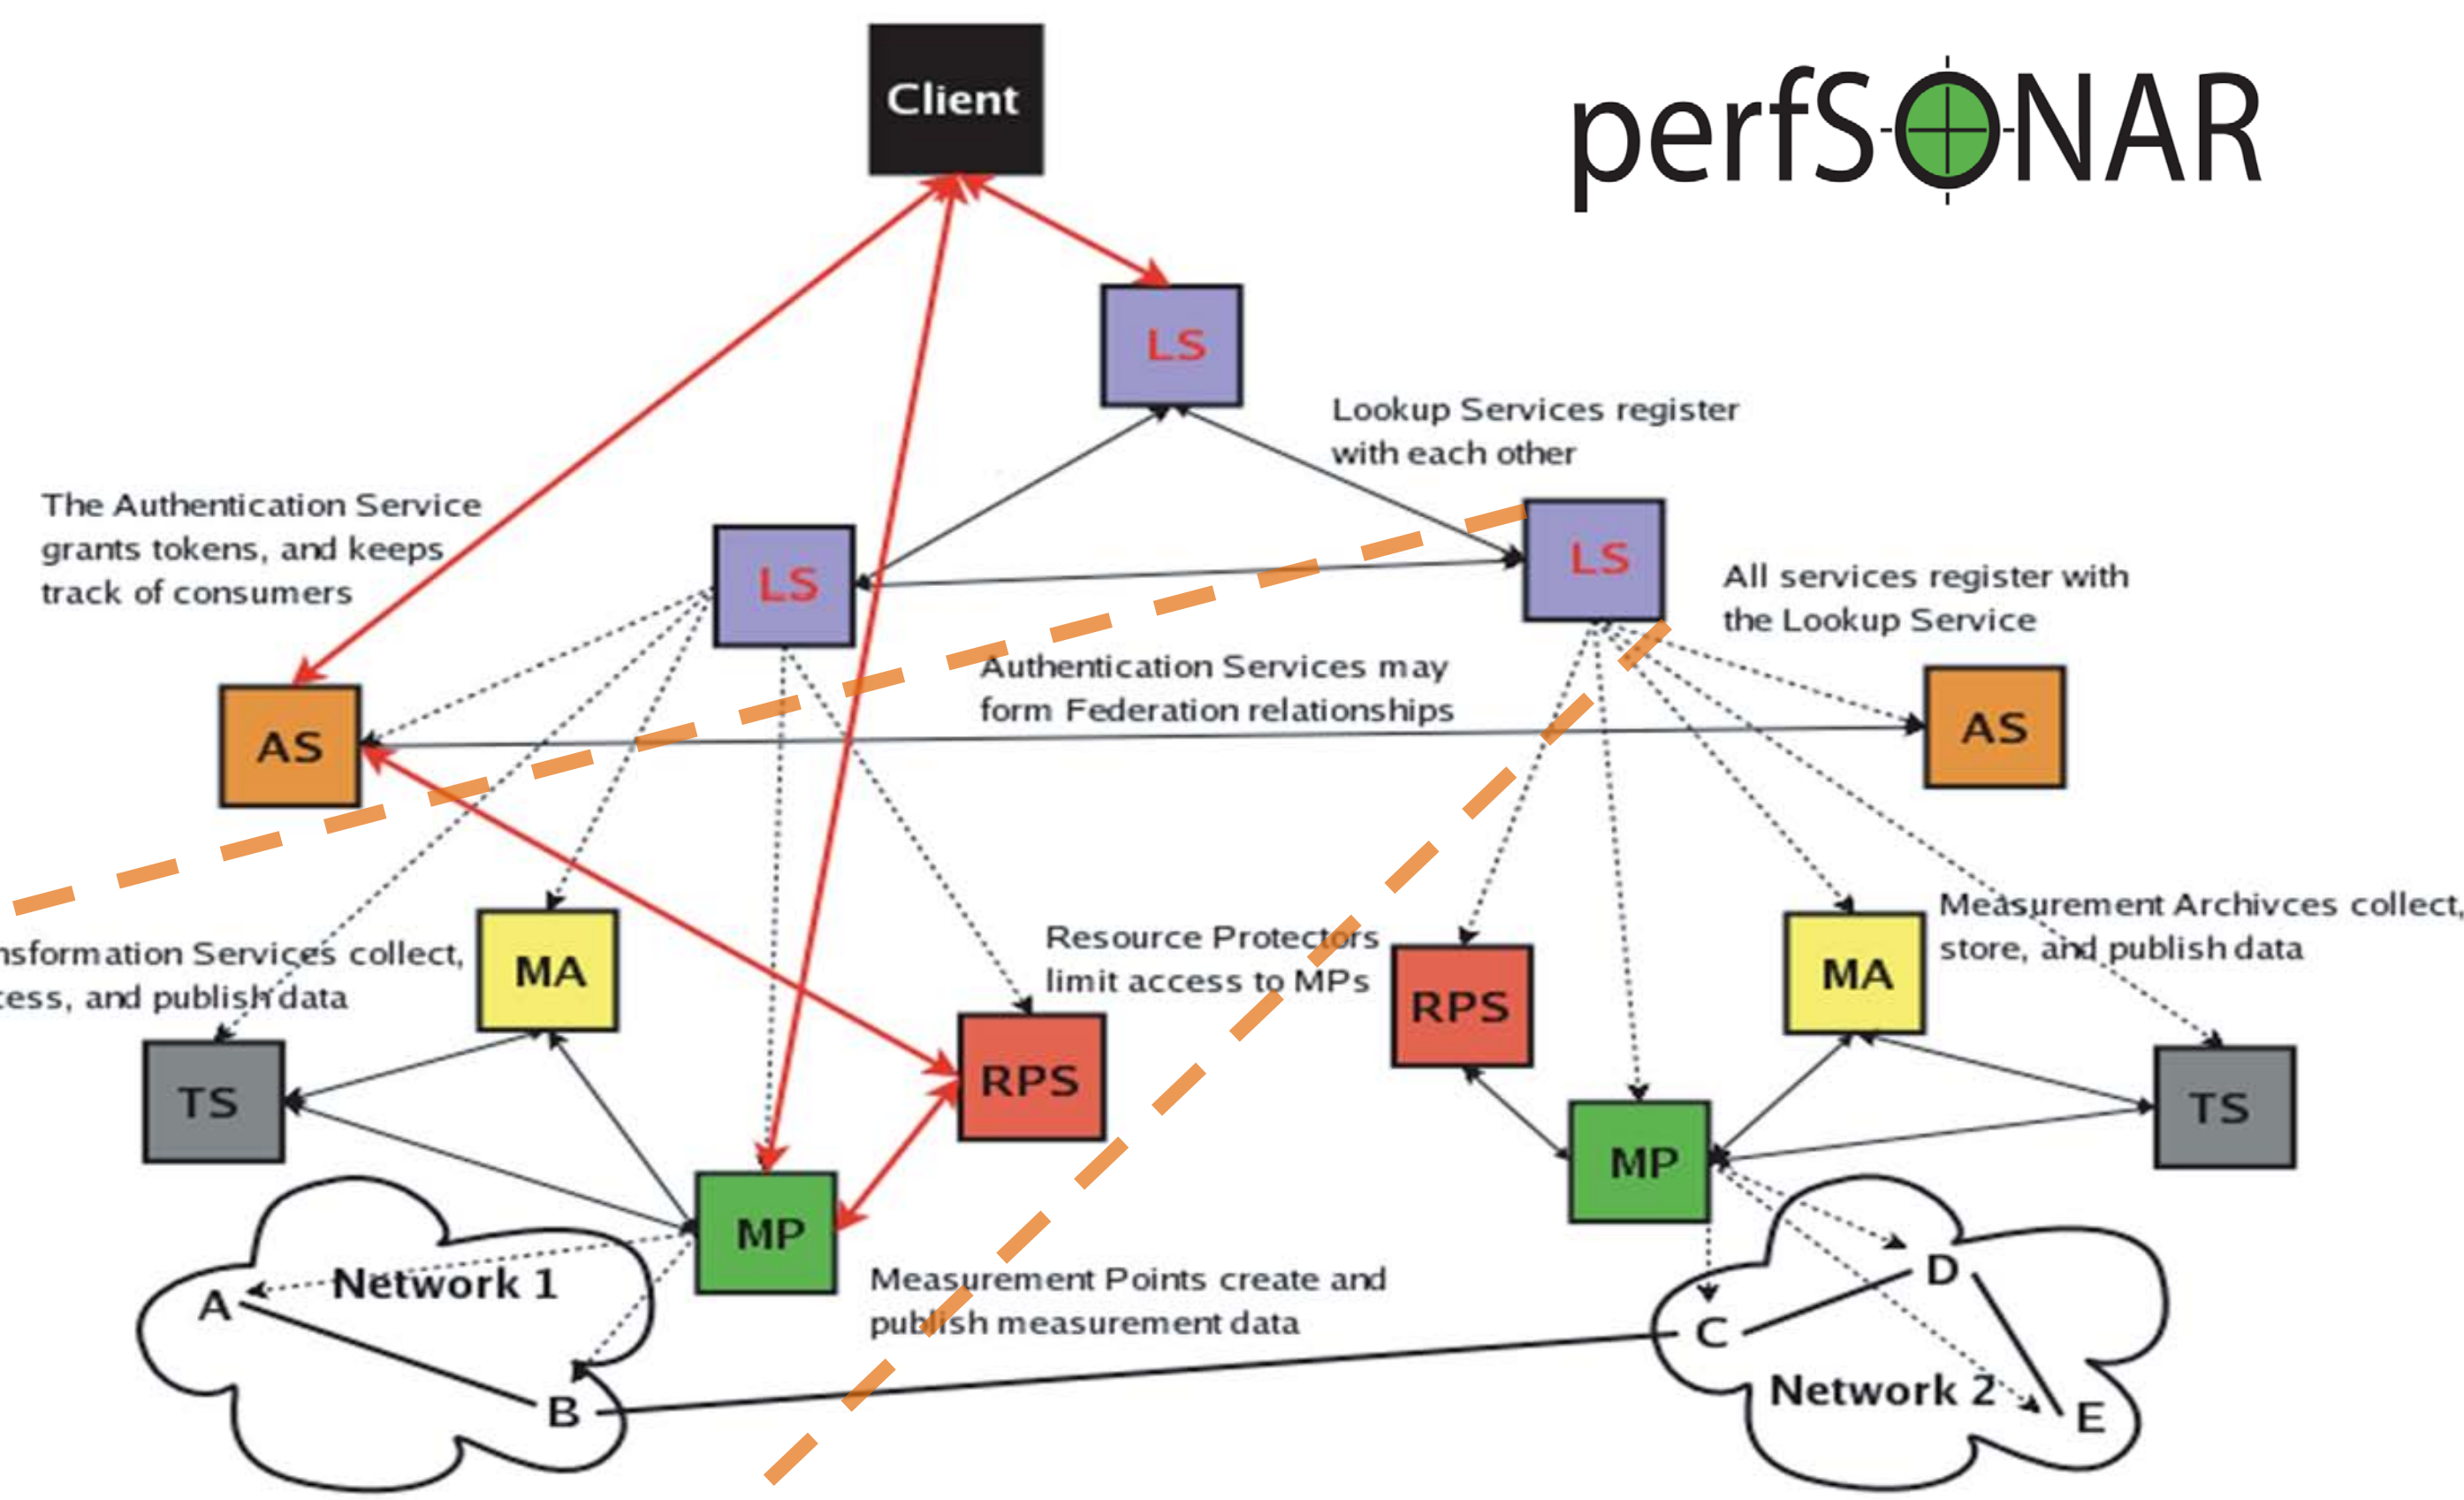 Client
perfSONAR
LS
Lookup Services register
with each other
The Authentication Service
grants tokens, and keeps
track of consumers
LS
LS
All services register with
the Lookup Service
Authentication Services may
form Federation relationships
AS
AS
nsformation Services collect,
cess, and publish data
MA
Resource Protectors
limit access to MPs
RPS
MA
Measurement Archivces collect,
store, and publish data
TS
RPS
MP
TS
MP
Measurement Points create and
publish measurement data
Network 1
A
B
C
D
Network 2
E